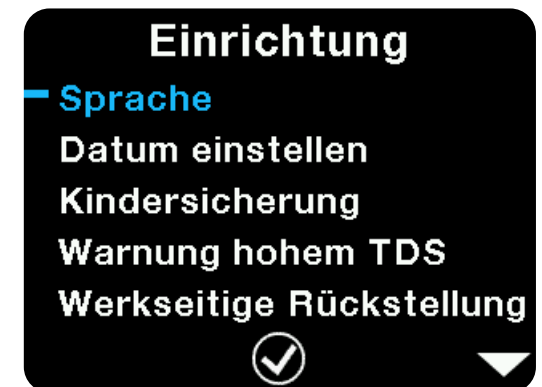 Einrichtung
Sprache
Datum einstellen
Kindersicherung
Warnung hohem TDS
Werkseitige Rückstellung